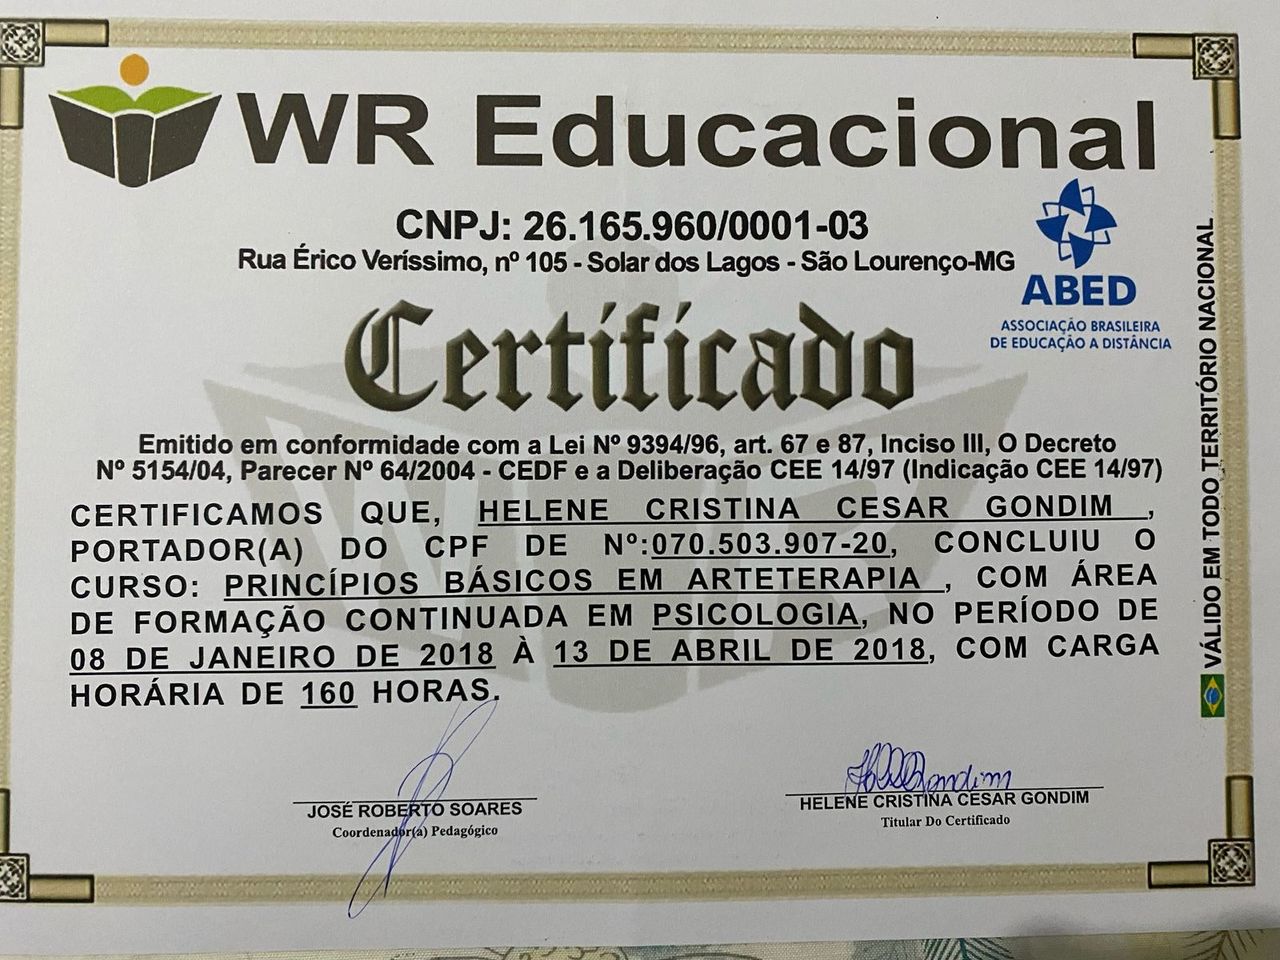 WR Educacional
CNPJ: 26.165.960/0001-03
Rua Érico Veríssimo, nº 105 - Solar dos Lagos - São Lourenço-MG
ABED
ASSOCIAÇÃO BRASILEIRA
DE EDUCAÇÃO A DISTÂNCIA
Certificado
Emitido em conformidade com a Lei Nº 9394/96, art. 67 e 87, Inciso III, O Decreto
Nº 5154/04, Parecer Nº 64/2004 - CEDF e a Deliberação CEE 14/97 (Indicação CEE 14/97)
CERTIFICAMOS QUE, HELENE CRISTINA CESAR GONDIM ,
PORTADOR(A) DO CPF DE Nº:070.503.907-20, CONCLUIU O
CURSO: PRINCÍPIOS BÁSICOS EM ARTETERAPIA , COM ÁREA
DE FORMAÇÃO CONTINUADA EM PSICOLOGIA, NO PERÍODO DE
08 DE JANEIRO DE 2018 À 13 DE ABRIL DE 2018, COM CARGA
HORÁRIA DE 160 HORAS.
JOSÉ ROBERTO SOARES
Coordenador(a) Pedagógico
HELENE CRISTINA CESAR GONDIM
Titular Do Certificado
VÁLIDO EM TODO TERRITÓRIO NACIONAL